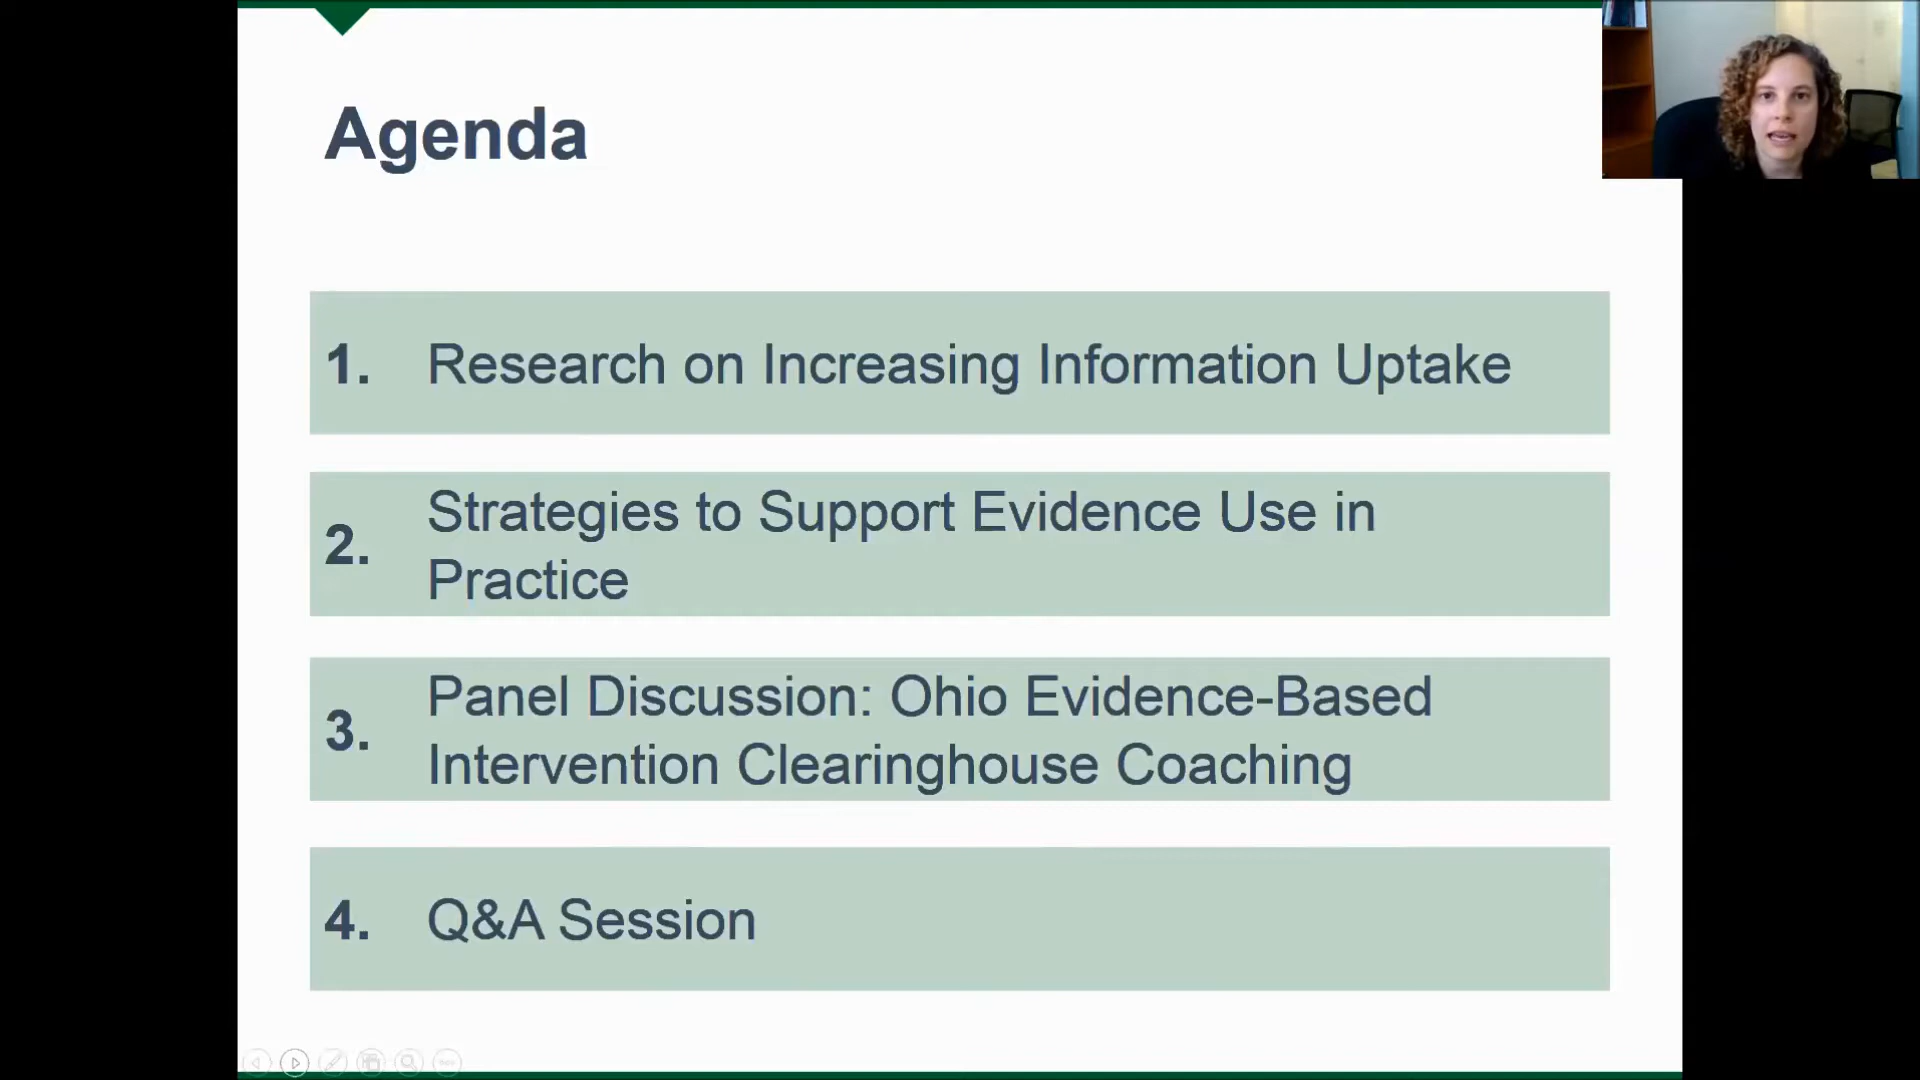 Agenda
1. Research on Increasing Information Uptake
2. Strategies to Support Evidence Use in
Practice
3. Panel Discussion: Ohio Evidence-Based
Intervention Clearinghouse Coaching
4. Q&A Session